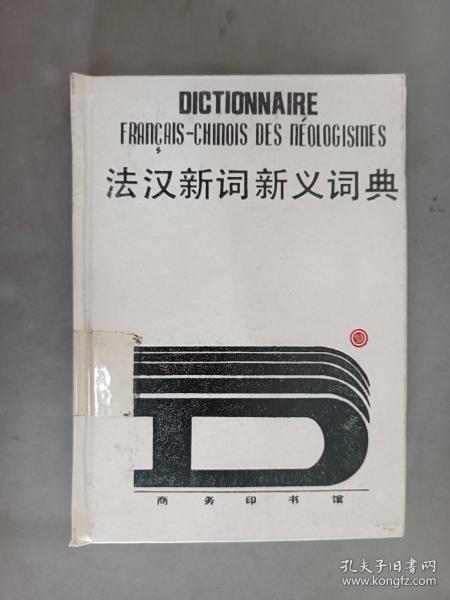 DICTIONNAIRE
FRANÇAIS-CHINOIS DES NÉOLOGISMES
法汉新词新义词典
商务印书馆
孔夫子旧书网
www.kongfz.com